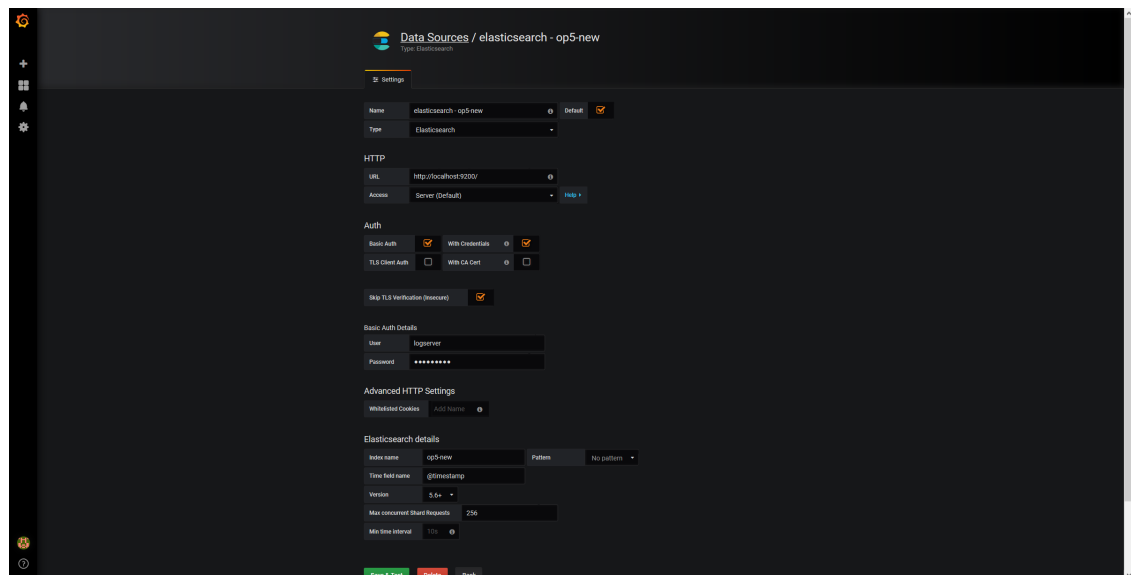 Data Sources / elasticsearch - op5-new
Type: Elasticsearch
Settings
Name elasticsearch - op5-new Default
Type Elasticsearch
HTTP
URL http://localhost:9200/
Access Server (Default) Help
Auth
Basic Auth With Credentials
TLS Client Auth With CA Cert
Skip TLS Verification (Insecure)
Basic Auth Details
User logserver
Password •••••••••
Advanced HTTP Settings
Whitelisted Cookies Add Name
Elasticsearch details
Index name op5-new Pattern No pattern
Time field name @timestamp
Version 5.6+
Max concurrent Shard Requests 256
Min time interval 10s
Save & Test Delete Back